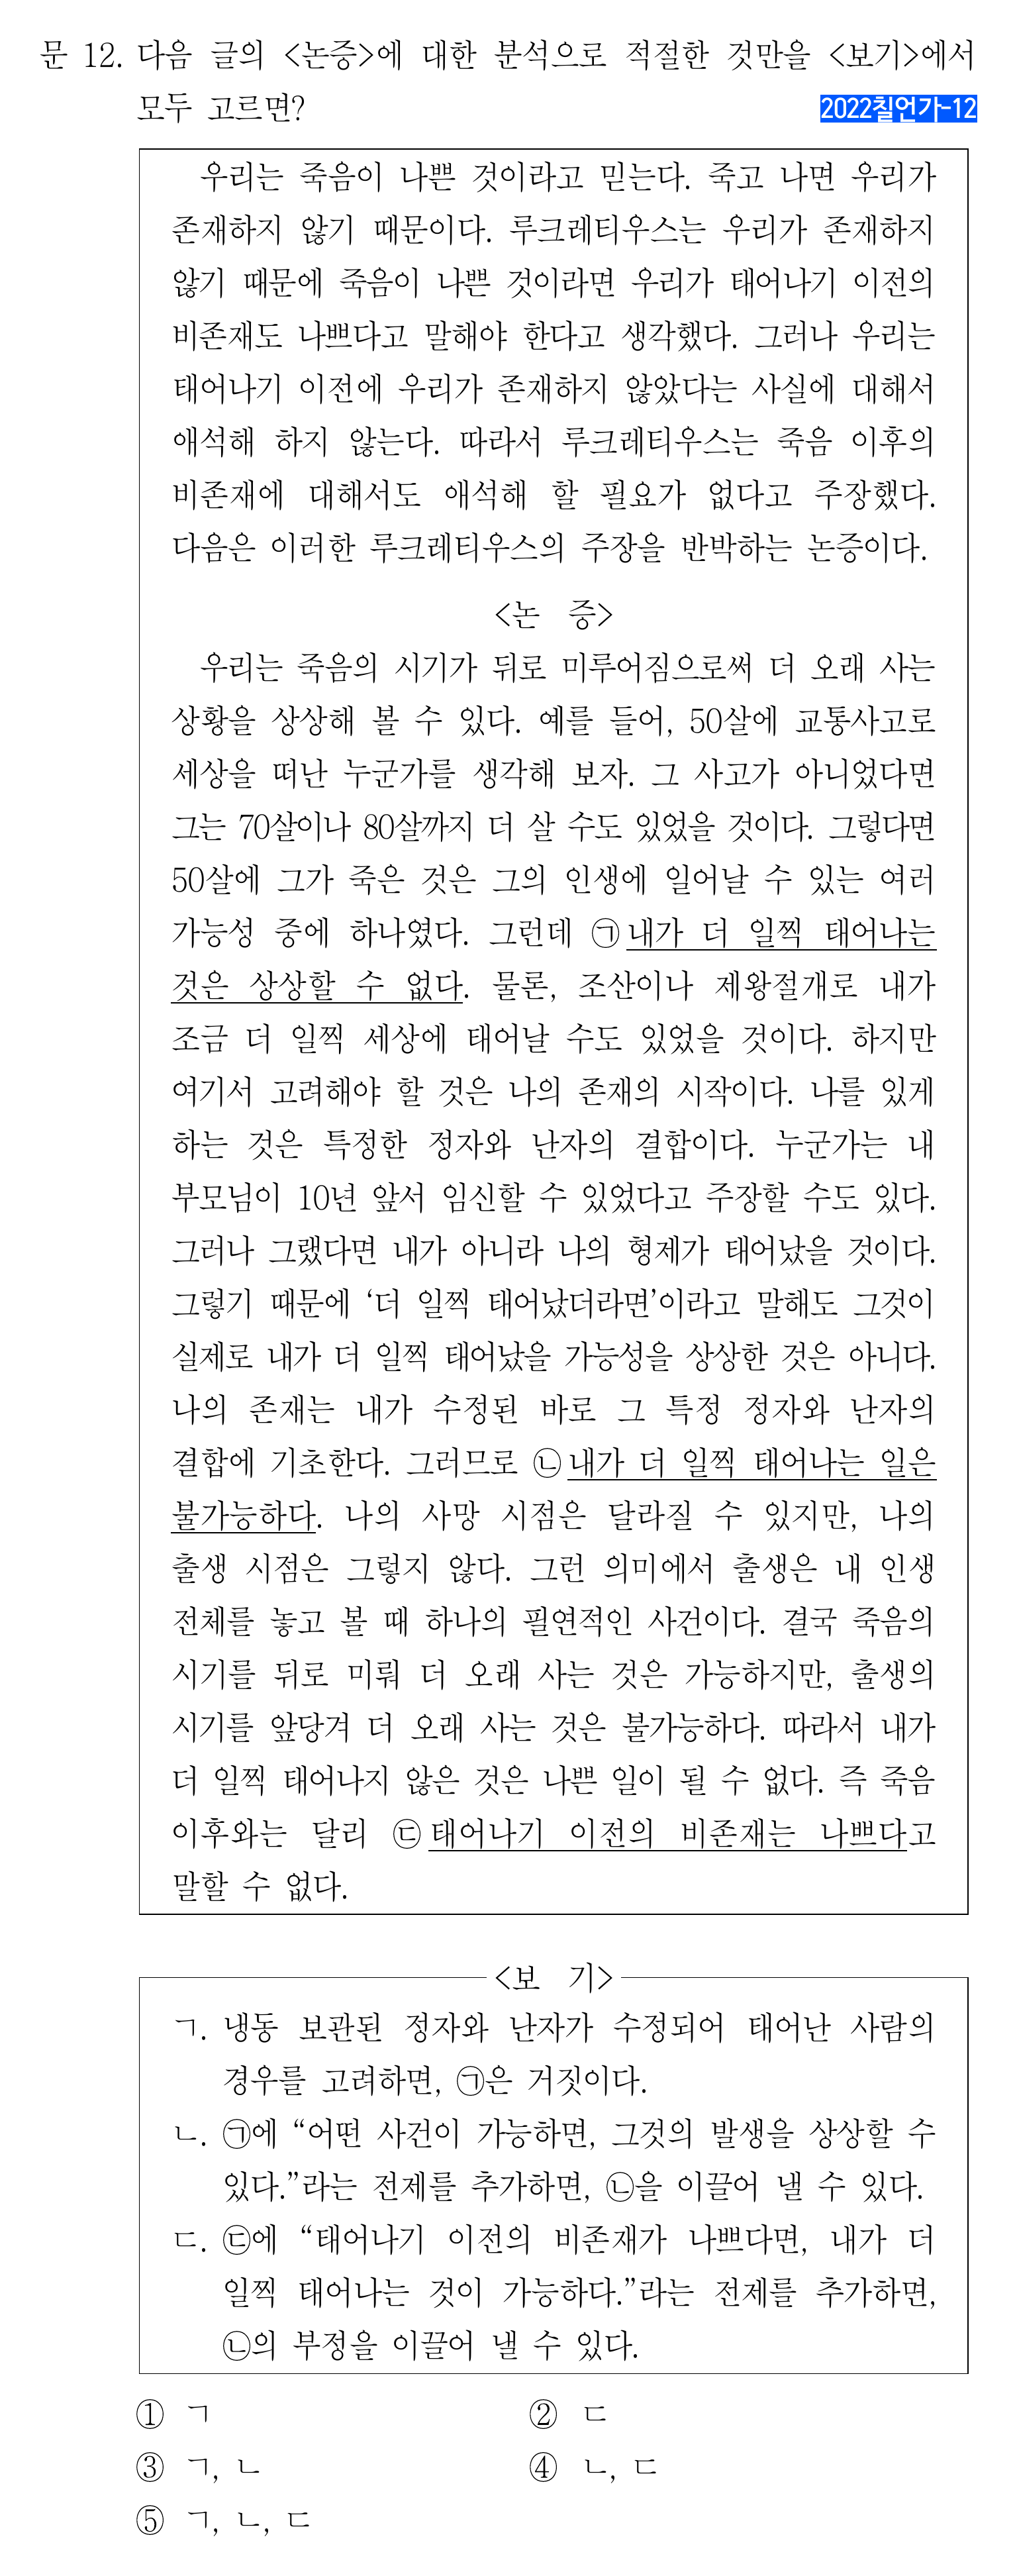 문 12. 다음 글의 <논증>에 대한 분석으로 적절한 것만을 <보기>에서
모두 고르면?
2022칠언가-12
우리는 죽음이 나쁜 것이라고 믿는다. 죽고 나면 우리가
존재하지 않기 때문이다. 루크레티우스는 우리가 존재하지
않기 때문에 죽음이 나쁜 것이라면 우리가 태어나기 이전의
비존재도 나쁘다고 말해야 한다고 생각했다. 그러나 우리는
태어나기 이전에 우리가 존재하지 않았다는 사실에 대해서
애석해 하지 않는다. 따라서 루크레티우스는 죽음 이후의
비존재에 대해서도 애석해 할 필요가 없다고 주장했다.
다음은 이러한 루크레티우스의 주장을 반박하는 논증이다.
<논 증>
우리는 죽음의 시기가 뒤로 미루어짐으로써 더 오래 사는
상황을 상상해 볼 수 있다. 예를 들어, 50살에 교통사고로
세상을 떠난 누군가를 생각해 보자. 그 사고가 아니었다면
그는 70살이나 80살까지 더 살 수도 있었을 것이다. 그렇다면
50살에 그가 죽은 것은 그의 인생에 일어날 수 있는 여러
가능성 중에 하나였다. 그런데 ㉠내가 더 일찍 태어나는
것은 상상할 수 없다. 물론, 조산이나 제왕절개로 내가
조금 더 일찍 세상에 태어날 수도 있었을 것이다. 하지만
여기서 고려해야 할 것은 나의 존재의 시작이다. 나를 있게
하는 것은 특정한 정자와 난자의 결합이다. 누군가는 내
부모님이 10년 앞서 임신할 수 있었다고 주장할 수도 있다.
그러나 그랬다면 내가 아니라 나의 형제가 태어났을 것이다.
그렇기 때문에 ‘더 일찍 태어났더라면’이라고 말해도 그것이
실제로 내가 더 일찍 태어났을 가능성을 상상한 것은 아니다.
나의 존재는 내가 수정된 바로 그 특정 정자와 난자의
결합에 기초한다. 그러므로 ㉡내가 더 일찍 태어나는 일은
불가능하다. 나의 사망 시점은 달라질 수 있지만, 나의
출생 시점은 그렇지 않다. 그런 의미에서 출생은 내 인생
전체를 놓고 볼 때 하나의 필연적인 사건이다. 결국 죽음의
시기를 뒤로 미뤄 더 오래 사는 것은 가능하지만, 출생의
시기를 앞당겨 더 오래 사는 것은 불가능하다. 따라서 내가
더 일찍 태어나지 않은 것은 나쁜 일이 될 수 없다. 즉 죽음
이후와는 달리 ㉢태어나기 이전의 비존재는 나쁘다고
말할 수 없다.
<보 기>
ㄱ. 냉동 보관된 정자와 난자가 수정되어 태어난 사람의
경우를 고려하면, ㉠은 거짓이다.
ㄴ. ㉠에 “어떤 사건이 가능하면, 그것의 발생을 상상할 수
있다.”라는 전제를 추가하면, ㉡을 이끌어 낼 수 있다.
ㄷ. ㉢에 “태어나기 이전의 비존재가 나쁘다면, 내가 더
일찍 태어나는 것이 가능하다.”라는 전제를 추가하면,
㉡의 부정을 이끌어 낼 수 있다.
① ㄱ ② ㄷ
③ ㄱ, ㄴ ④ ㄴ, ㄷ
⑤ ㄱ, ㄴ, ㄷ